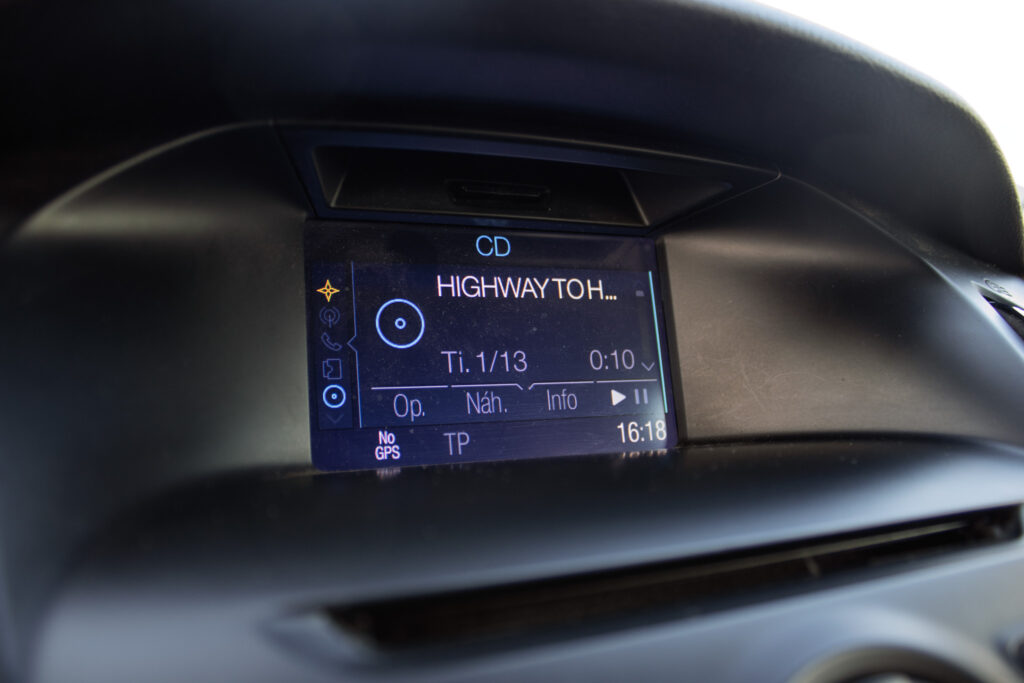 CD
HIGHWAY TO H...
Ti. 1/13 0:10
Op. Náh. Info
No GPS TP 16:18